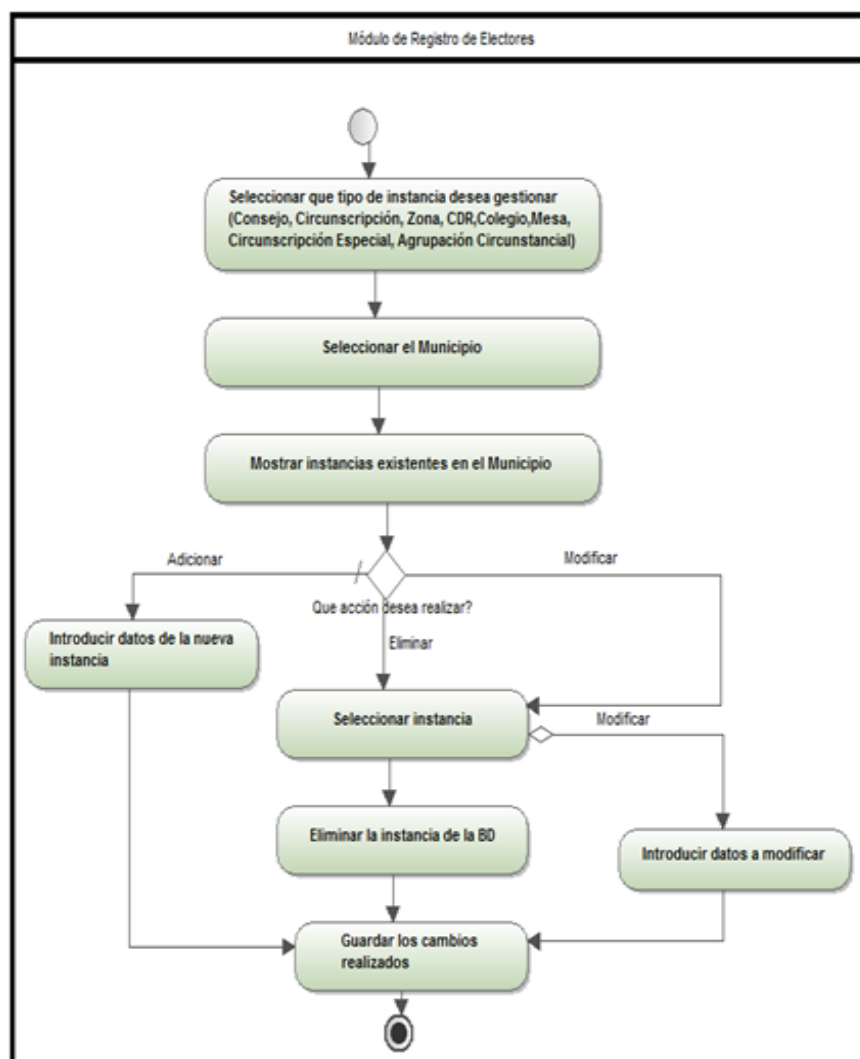 Módulo de Registro de Electores
Seleccionar que tipo de instancia desea gestionar
(Consejo, Circunscripción, Zona, CDR,Colegio,Mesa,
Circunscripción Especial, Agrupación Circunstancial)
Seleccionar el Municipio
Mostrar instancias existentes en el Municipio
Adicionar
Modificar
Que acción desea realizar?
Eliminar
Introducir datos de la nueva
instancia
Seleccionar instancia
Modificar
Eliminar la instancia de la BD
Introducir datos a modificar
Guardar los cambios
realizados